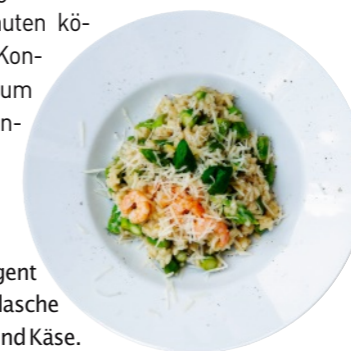 nuten kö-
Kon-
um
n-
gent
lasche
nd Käse.